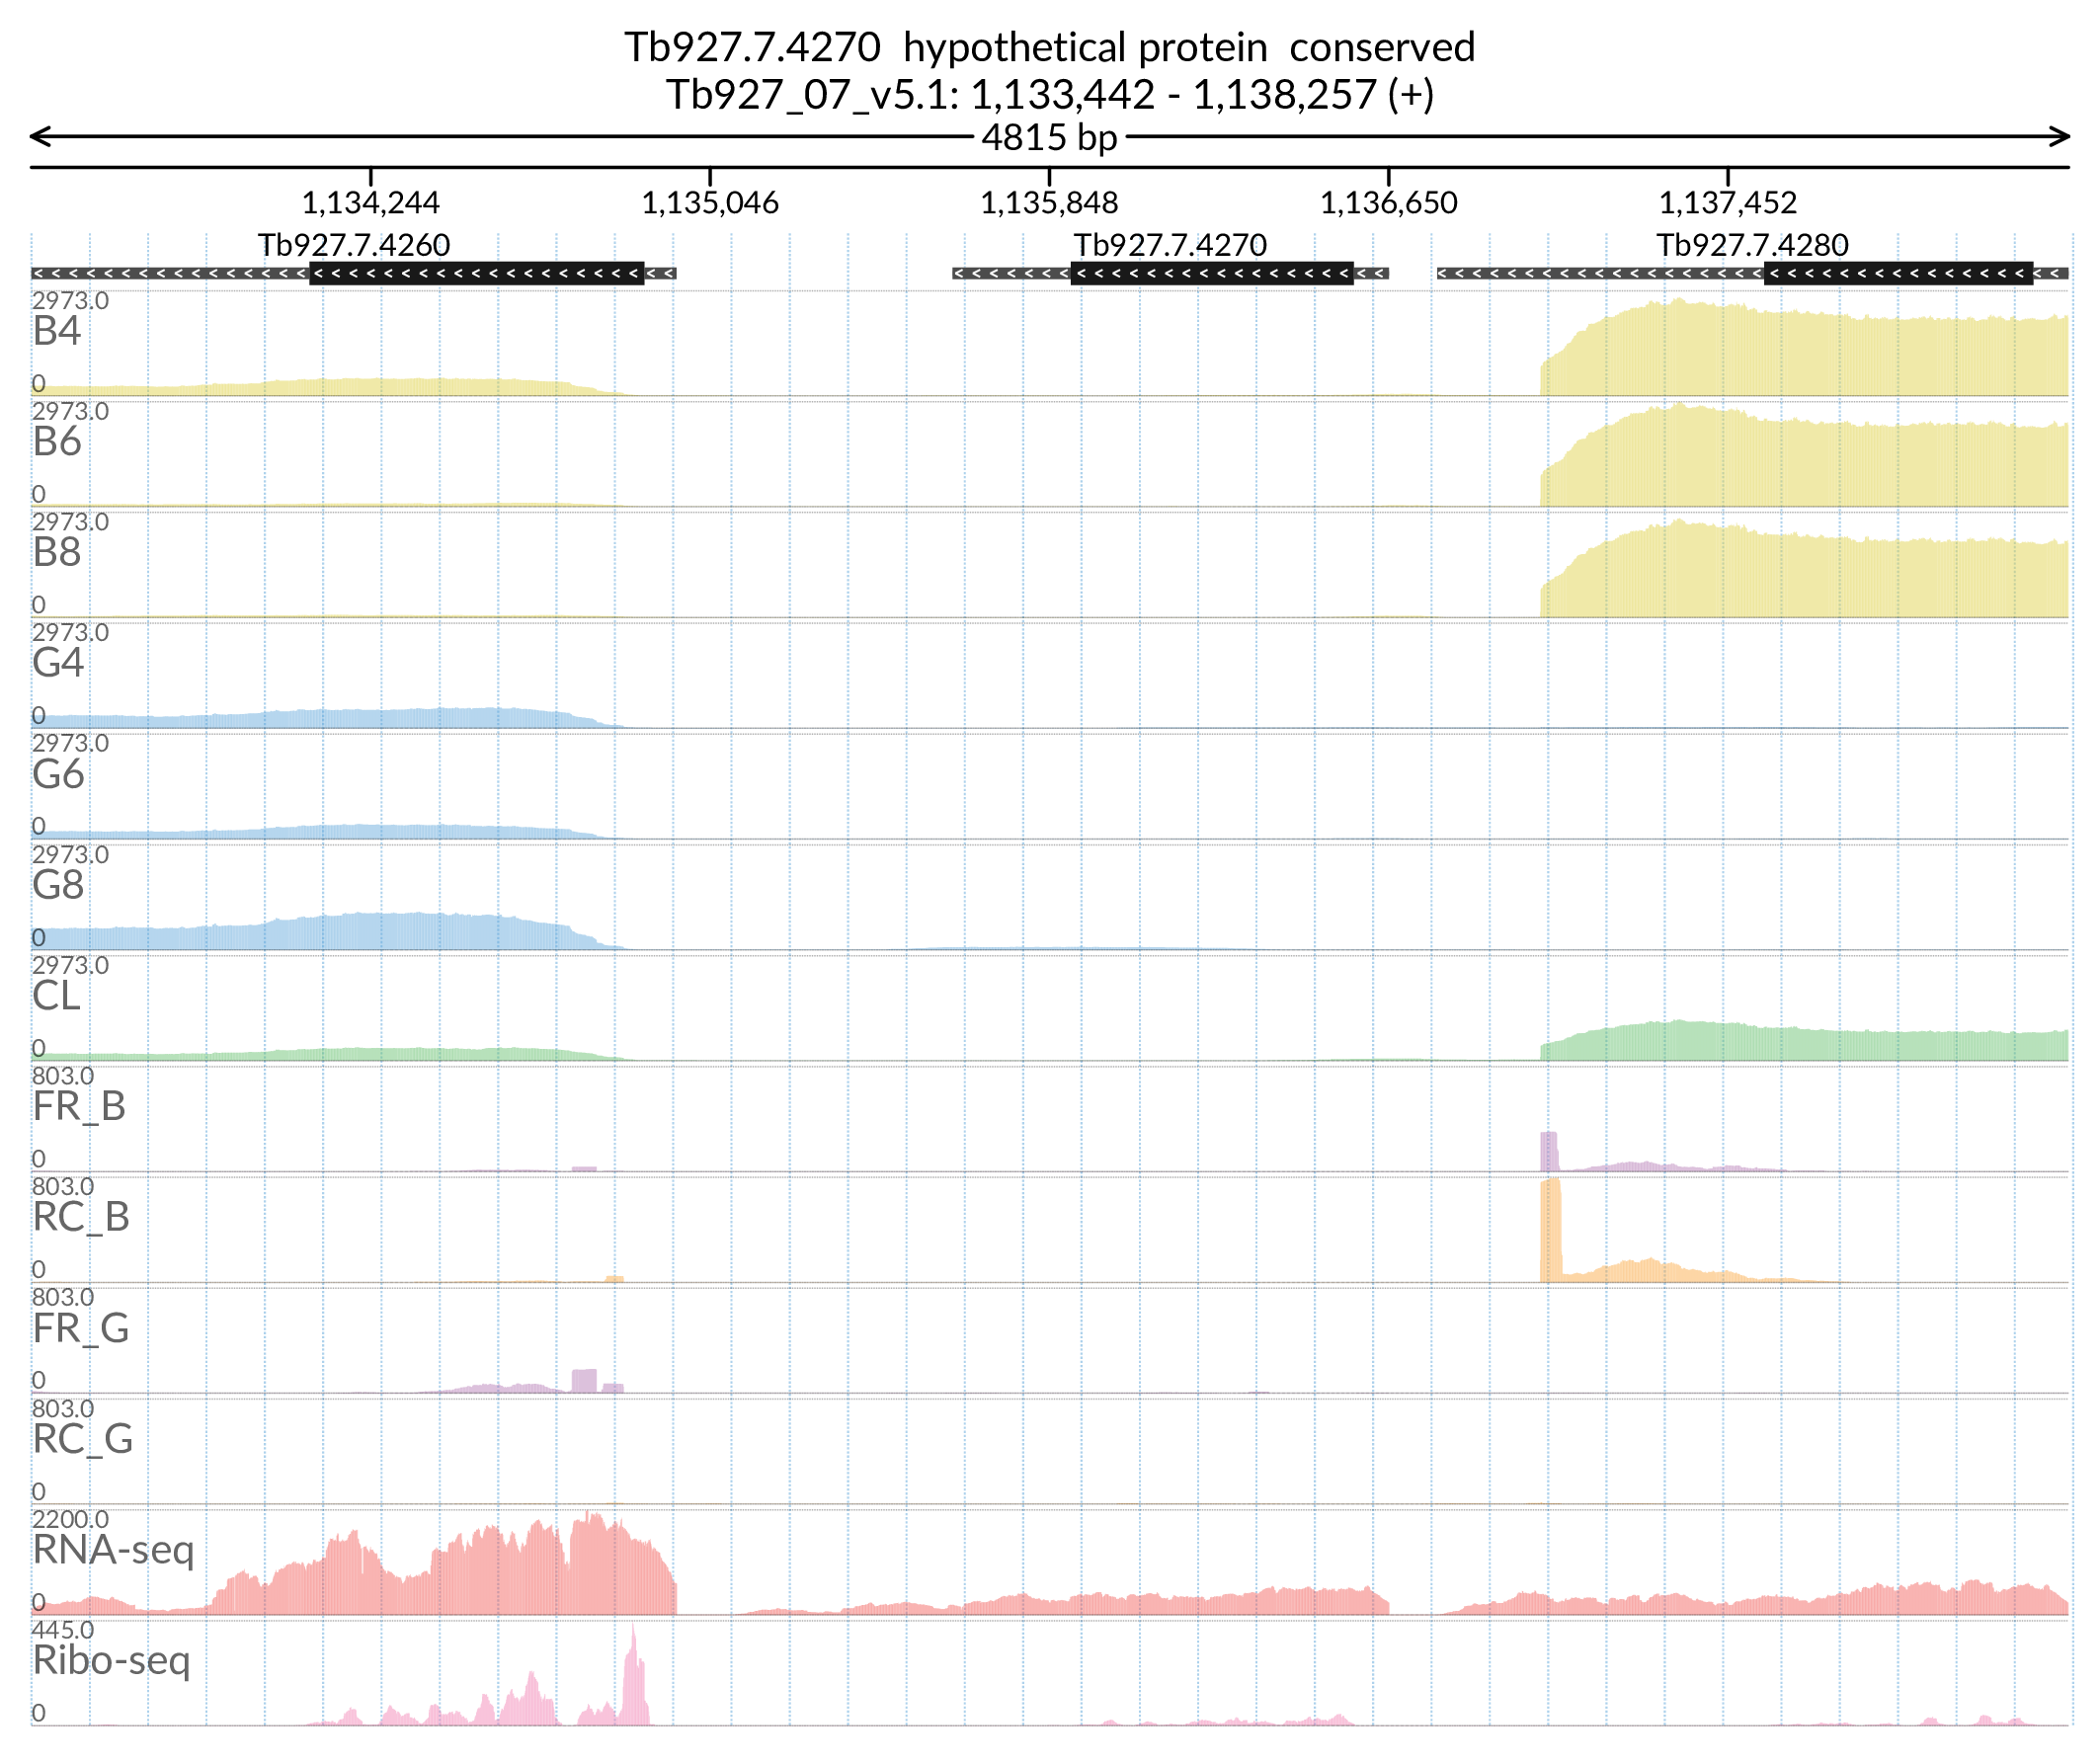 Tb927.7.4270  hypothetical protein  conserved
Tb927_07_v5.1: 1,133,442 - 1,138,257 (+)
4815 bp
1,134,244 1,135,046 1,135,848 1,136,650 1,137,452
Tb927.7.4260 Tb927.7.4270 Tb927.7.4280
2973.0
B4
0
2973.0
B6
0
2973.0
B8
0
2973.0
G4
0
2973.0
G6
0
2973.0
G8
0
2973.0
CL
0
803.0
FR_B
0
803.0
RC_B
0
803.0
FR_G
0
803.0
RC_G
0
2200.0
RNA-seq
0
445.0
Ribo-seq
0